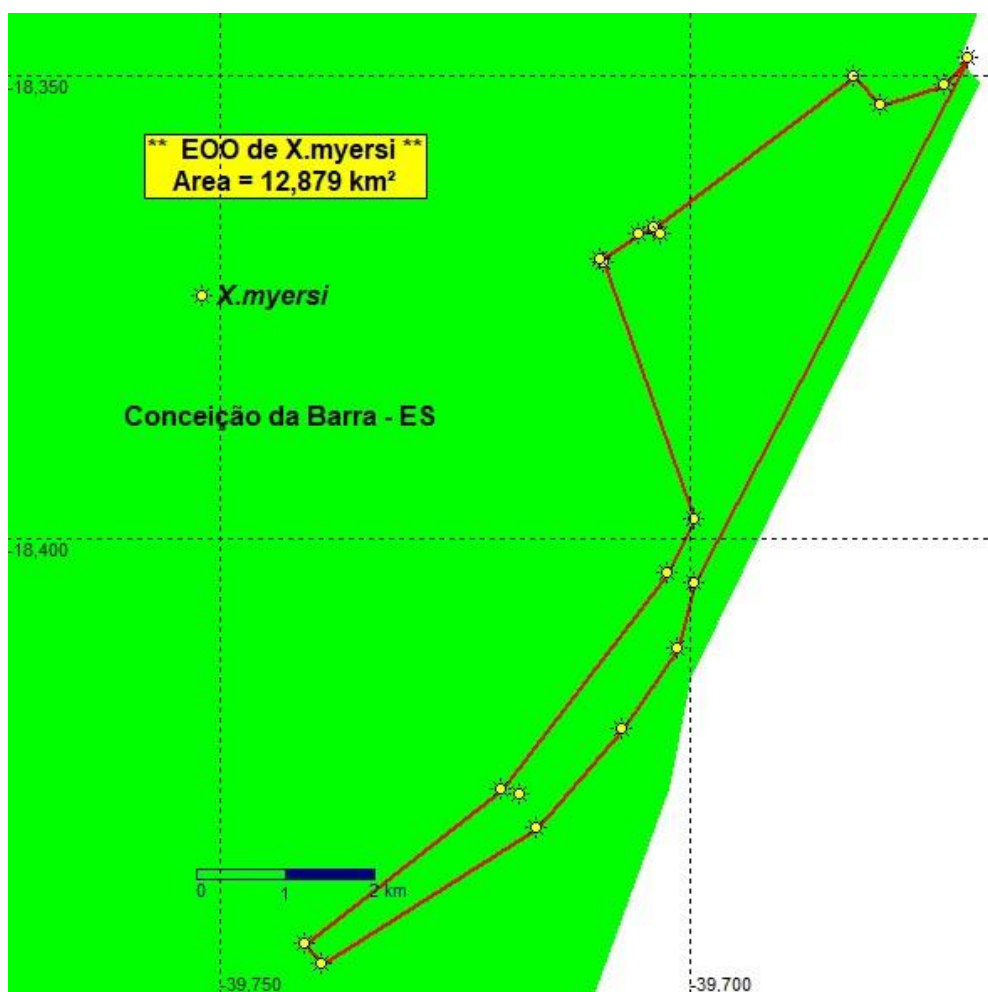 -18,350
** EOO de X.myersi **
Area = 12,879 km²
X.myersi
Conceição da Barra - ES
-18,400
0 1 2 km
-39,750 -39,700